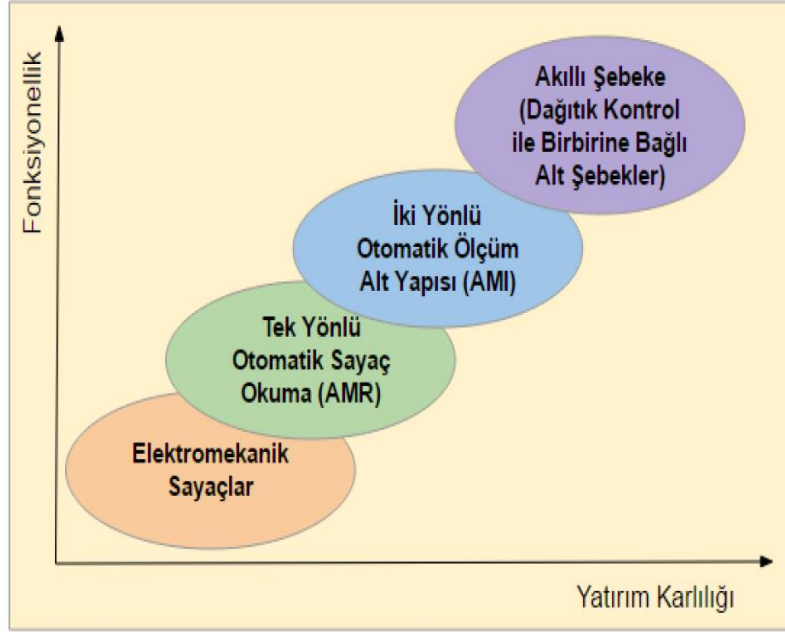 Fonksiyonellik
Akıllı Şebeke
(Dağıtık Kontrol
ile Birbirine Bağlı
Alt Şebekler)
İki Yönlü
Otomatik Ölçüm
Alt Yapısı (AMI)
Tek Yönlü
Otomatik Sayaç
Okuma (AMR)
Elektromekanik
Sayaçlar
Yatırım Karlılığı